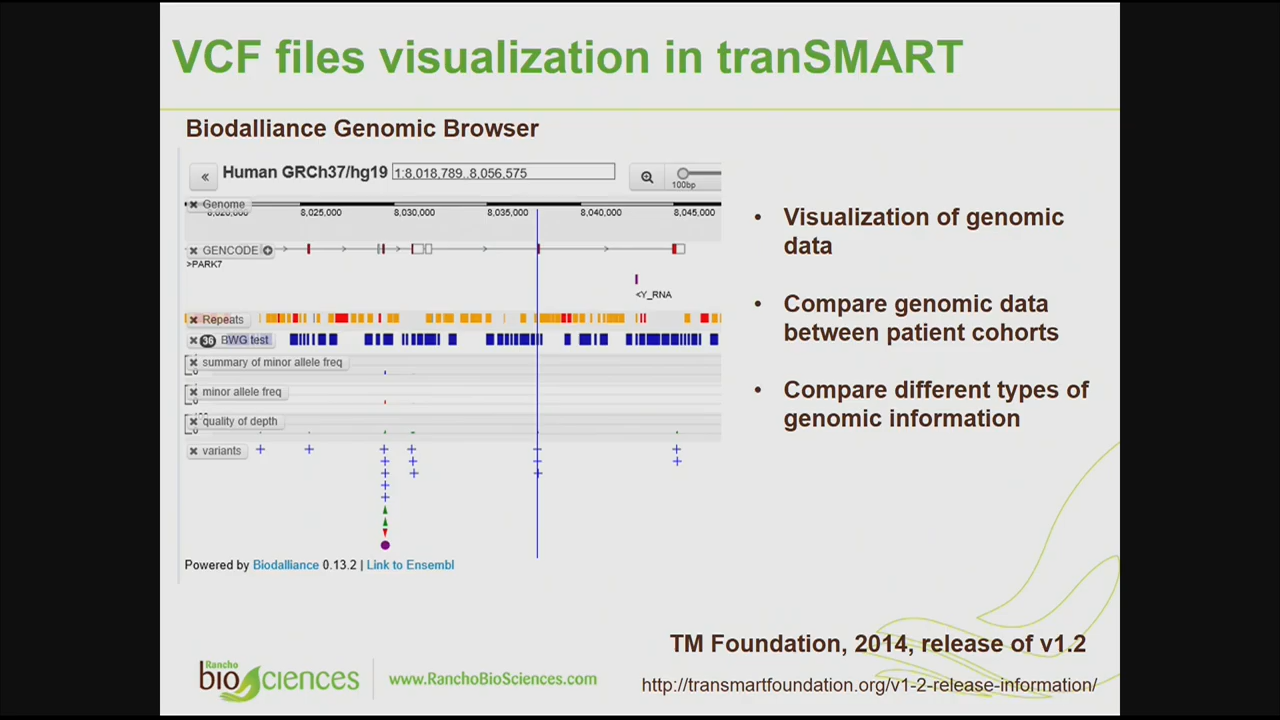 VCF files visualization in tranSMART
Biodalliance Genomic Browser
«
Human GRCh37/hg19
1:8,018,789..8,056,575
100bp
Genome
8,025,000
8,030,000
8,035,000
8,040,000
8,045,000
GENCODE
>PARK7
<Y_RNA
Repeats
36 BWG test
summary of minor allele freq
minor allele freq
quality of depth
variants
Powered by Biodalliance 0.13.2 | Link to Ensembl
• Visualization of genomic
data
• Compare genomic data
between patient cohorts
• Compare different types of
genomic information
TM Foundation, 2014, release of v1.2
http://transmartfoundation.org/v1-2-release-information/
Rancho
bioSciences
www.RanchoBioSciences.com